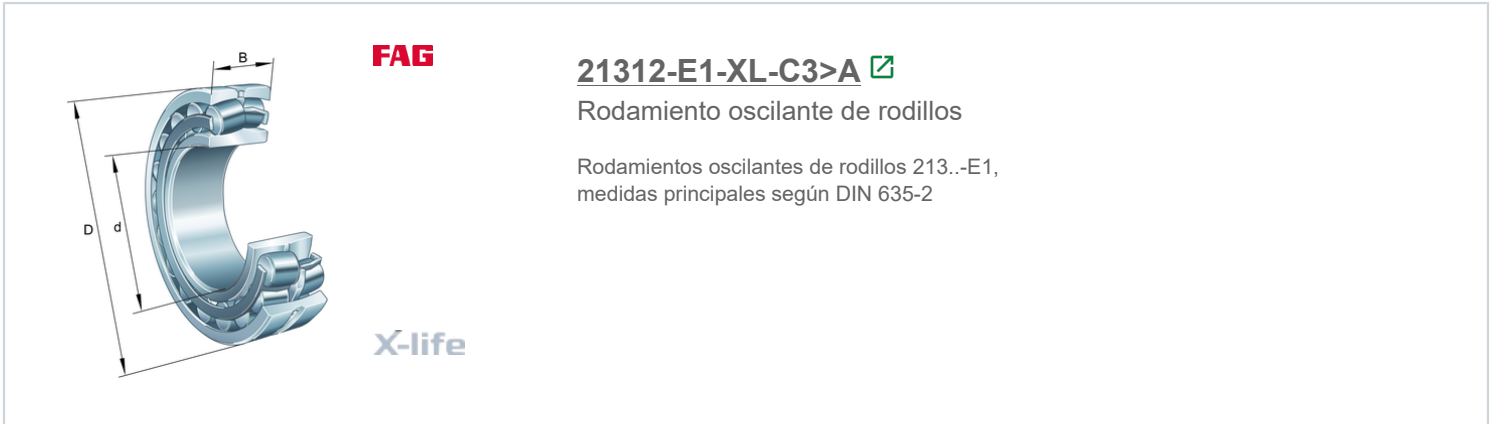 FAG
B
D
d
X-life
21312-E1-XL-C3>A
Rodamiento oscilante de rodillos
Rodamientos oscilantes de rodillos 213..-E1,
medidas principales según DIN 635-2